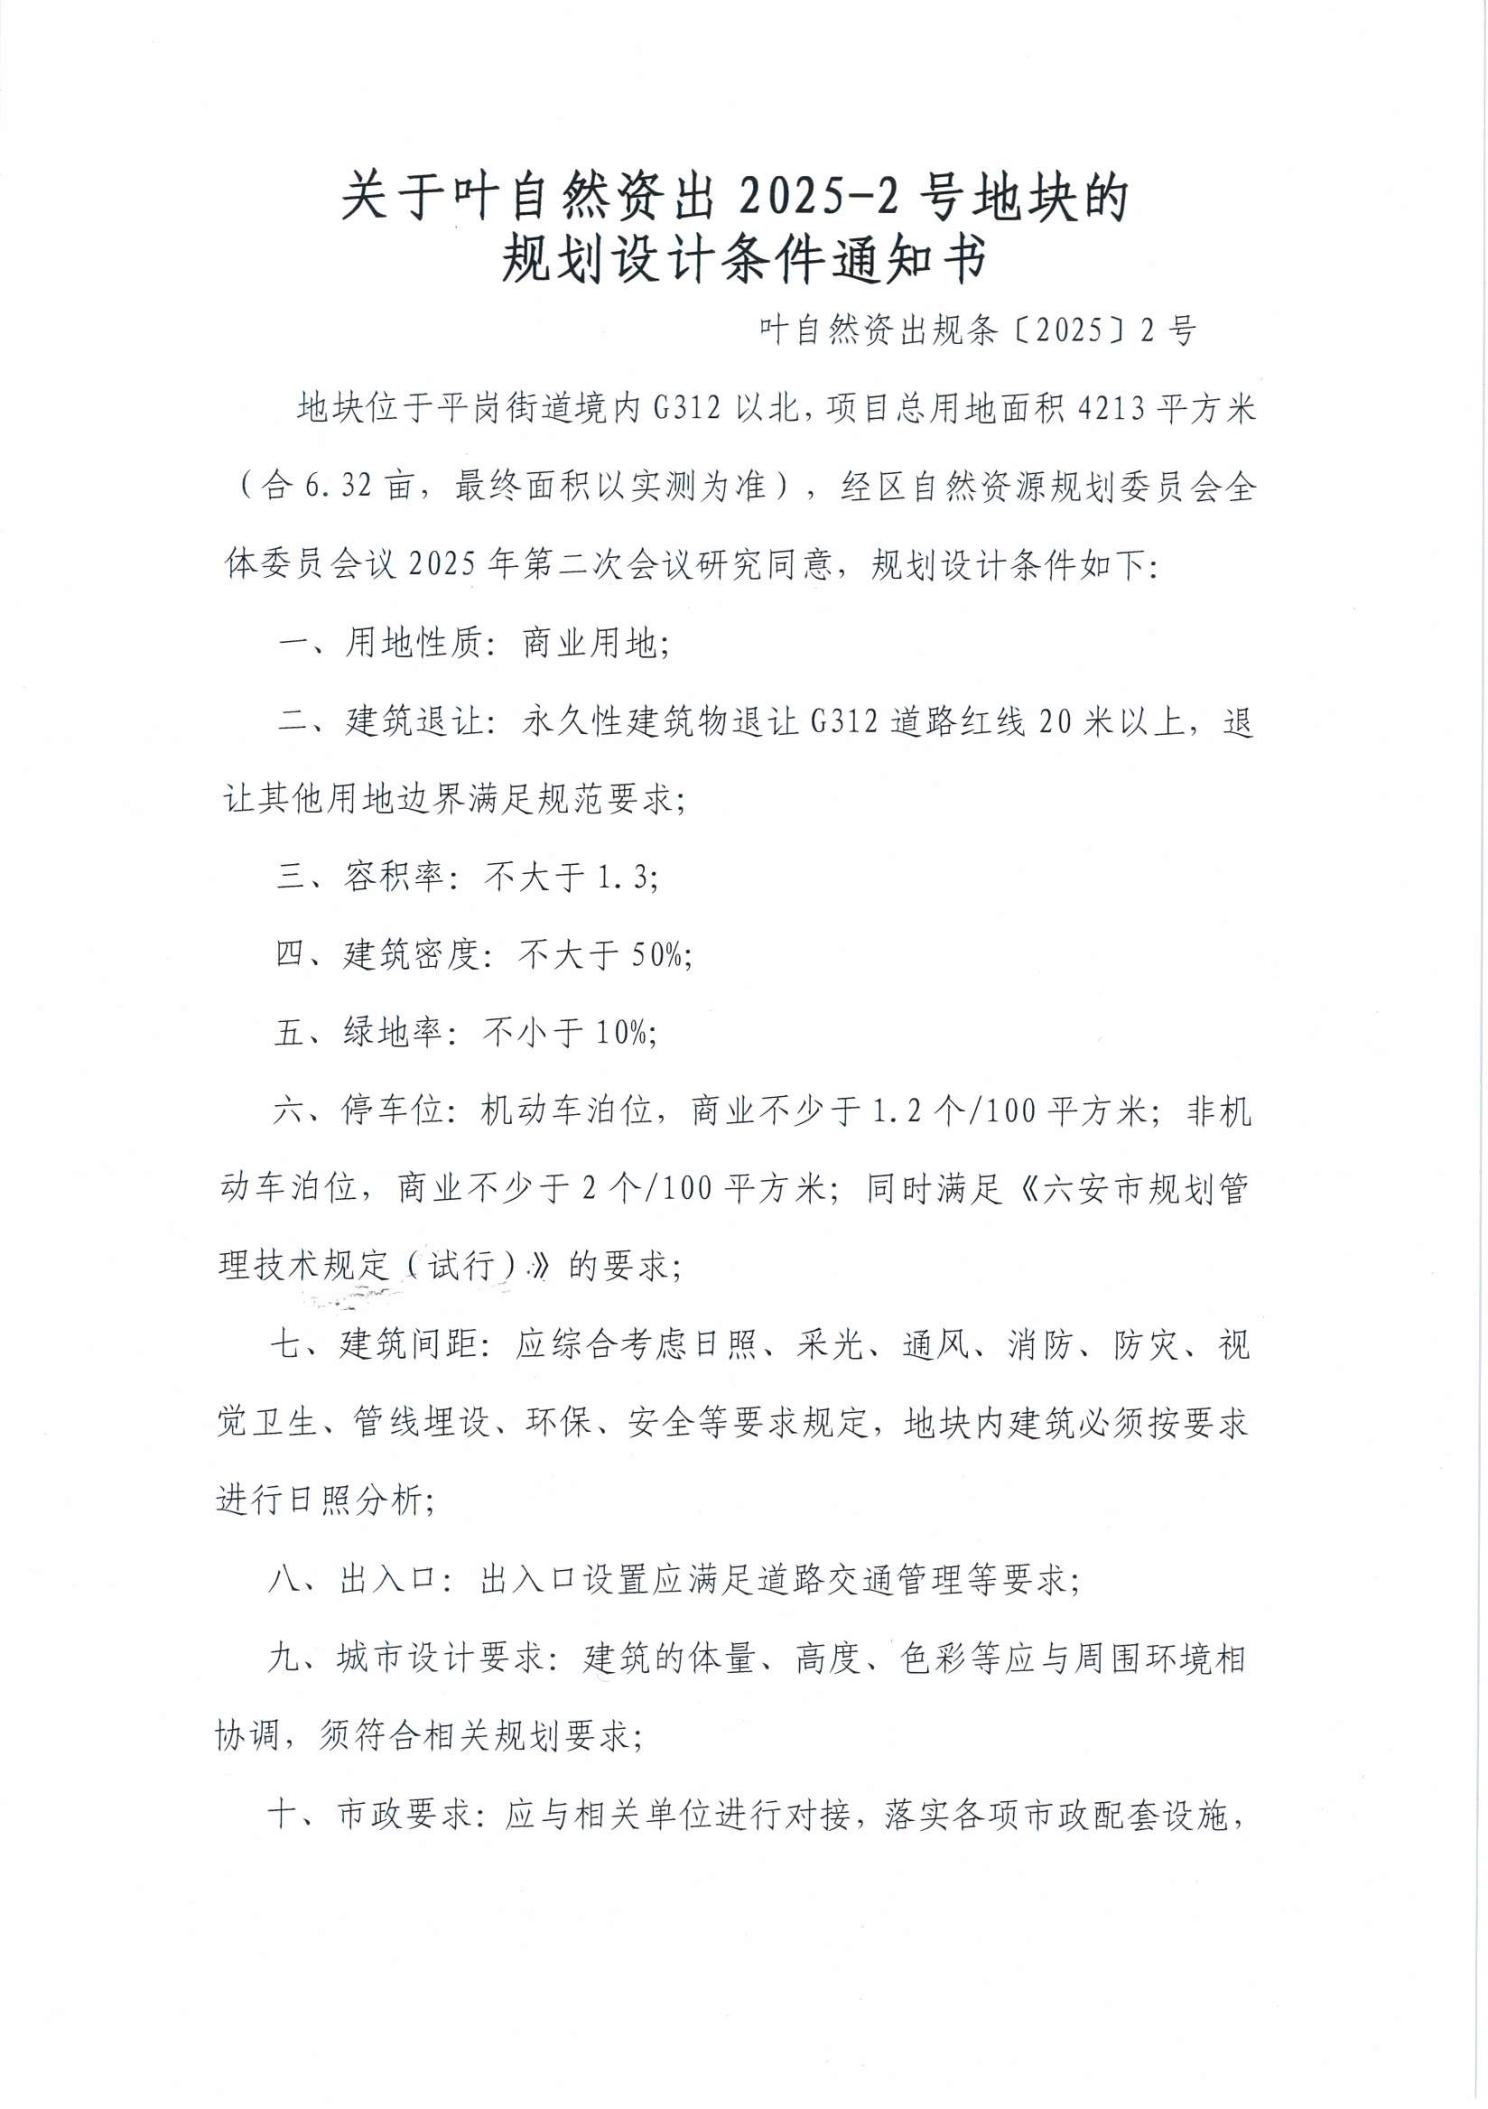 关于叶自然资出 2025-2 号地块的
规划设计条件通知书
叶自然资出规条〔2025〕2 号
地块位于平岗街道境内 G312 以北，项目总用地面积 4213 平方米
（合 6.32 亩，最终面积以实测为准），经区自然资源规划委员会全
体委员会议 2025 年第二次会议研究同意，规划设计条件如下：
一、用地性质：商业用地；
二、建筑退让：永久性建筑物退让 G312 道路红线 20 米以上，退
让其他用地边界满足规范要求；
三、容积率：不大于 1.3；
四、建筑密度：不大于 50%；
五、绿地率：不小于 10%；
六、停车位：机动车泊位，商业不少于 1.2 个/100 平方米；非机
动车泊位，商业不少于 2 个/100 平方米；同时满足《六安市规划管
理技术规定（试行）》的要求；
七、建筑间距：应综合考虑日照、采光、通风、消防、防灾、视
觉卫生、管线埋设、环保、安全等要求规定，地块内建筑必须按要求
进行日照分析；
八、出入口：出入口设置应满足道路交通管理等要求；
九、城市设计要求：建筑的体量、高度、色彩等应与周围环境相
协调，须符合相关规划要求；
十、市政要求：应与相关单位进行对接，落实各项市政配套设施，